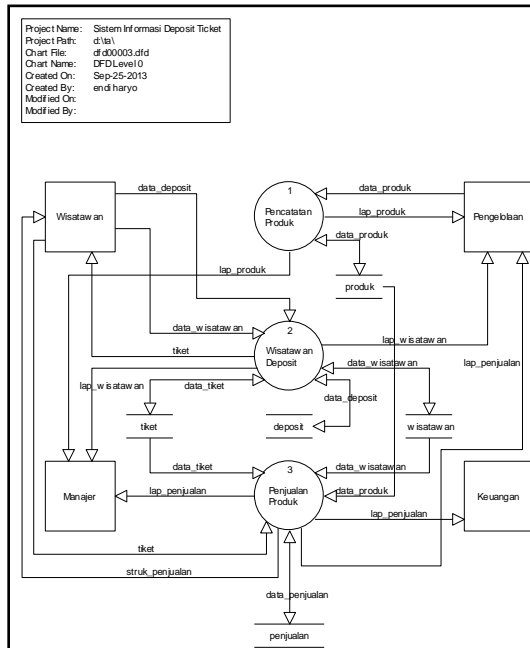 Project Name: Sistem Informasi Deposit Ticket
Project Path: d:\ta\
Chart File: dfd00003.dfd
Chart Name: DFD Level 0
Created On: Sep-25-2013
Created By: endi haryo
Modified On:
Modified By:
data_deposit
1
data_produk
Wisatawan
Pencatatan
Produk
lap_produk
Pengelolaan
data_produk
lap_produk
produk
data_wisatawan
2
lap_wisatawan
tiket
Wisatawan
Deposit
data_wisatawan
lap_penjualan
lap_wisatawan
data_tiket
data_deposit
tiket
deposit
wisatawan
data_tiket
3
data_wisatawan
Manajer
lap_penjualan
Penjualan
Produk
data_produk
Keuangan
lap_penjualan
tiket
struk_penjualan
data_penjualan
penjualan